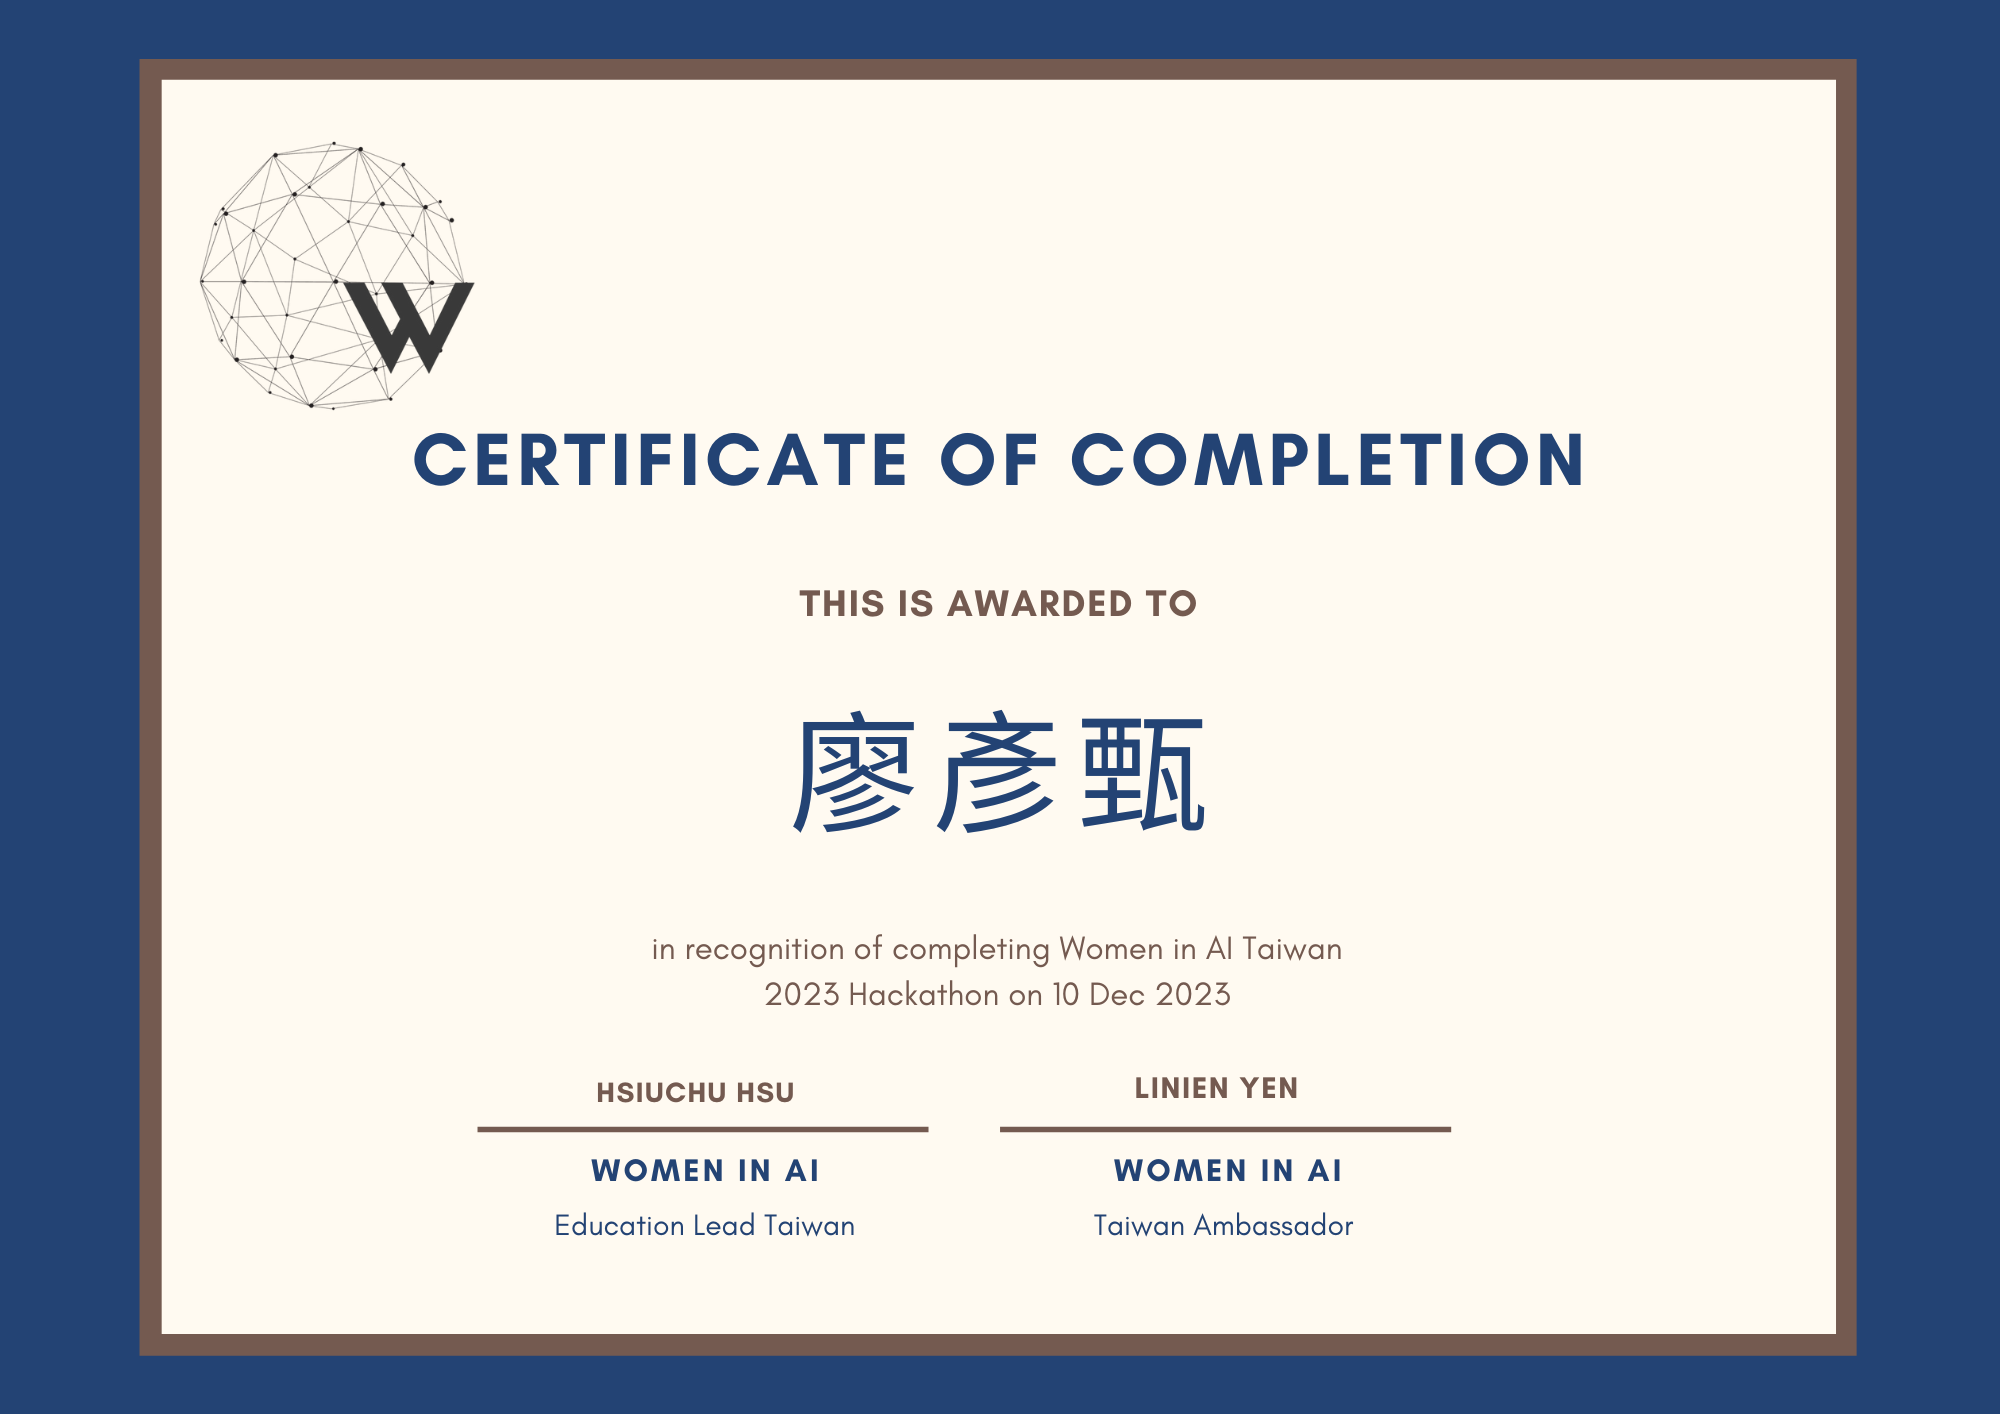 W
CERTIFICATE OF COMPLETION
THIS IS AWARDED TO
廖彥甄
in recognition of completing Women in AI Taiwan
2023 Hackathon on 10 Dec 2023
HSIUCHU HSU
WOMEN IN AI
Education Lead Taiwan
LINIEN YEN
WOMEN IN AI
Taiwan Ambassador